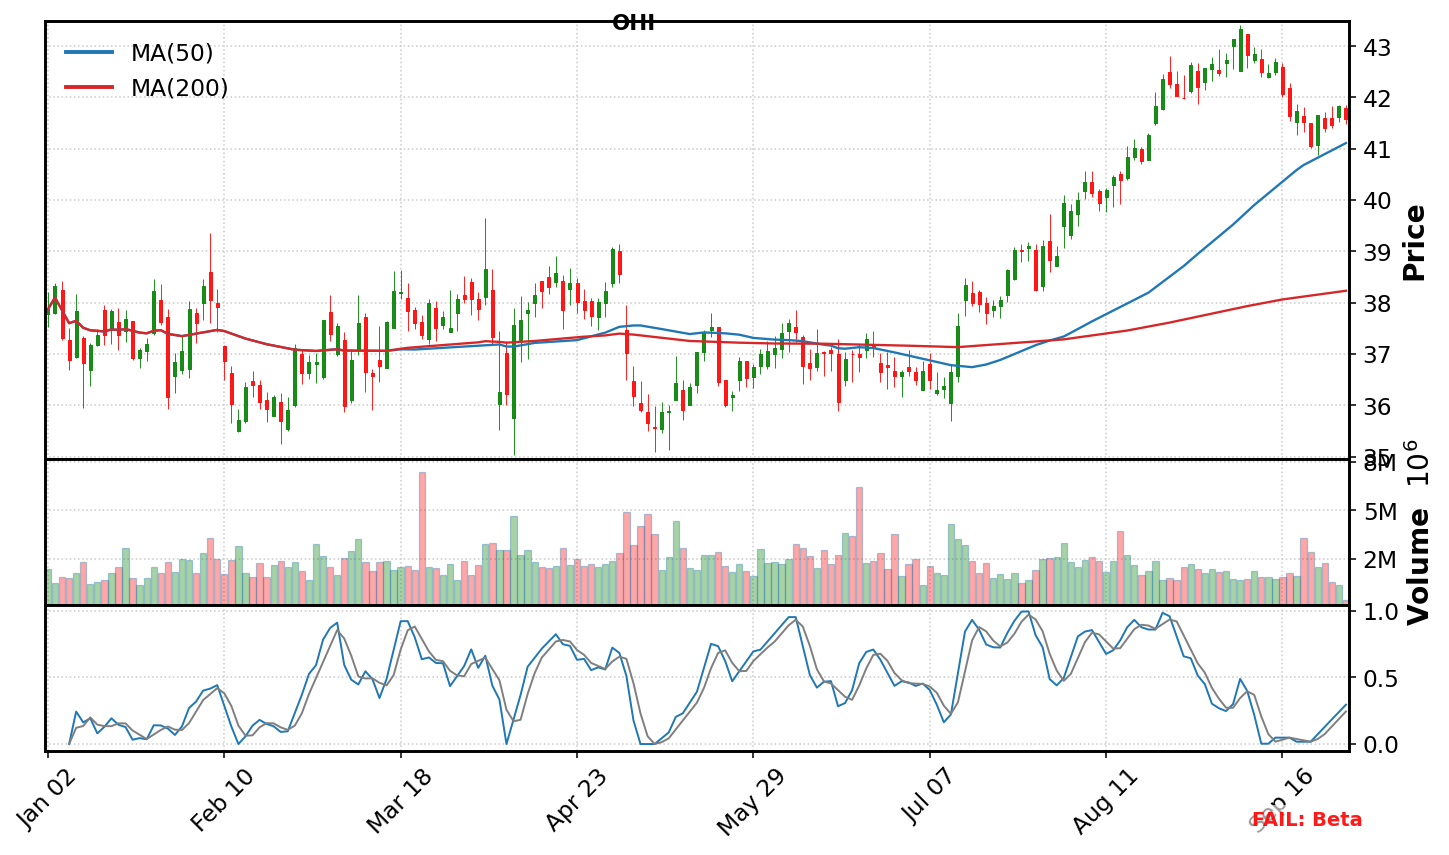 OHI
MA(50)
MA(200)
43
42
41
40
39
38
37
36
35
Price
8M
5M
2M
Volume 10^6
1.0
0.5
0.0
Jan 02
Feb 10
Mar 18
Apr 23
May 29
Jul 07
Aug 11
Sep 16
FAIL: Beta